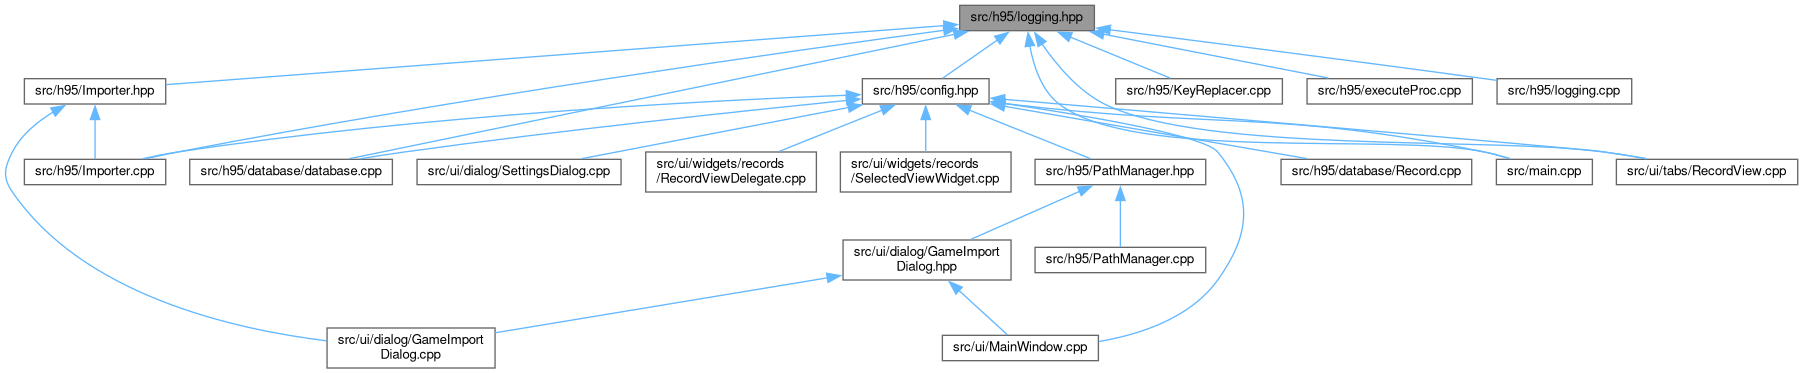 src/h95/logging.hpp
src/h95/Importer.hpp
src/h95/config.hpp
src/h95/KeyReplacer.cpp
src/h95/executeProc.cpp
src/h95/logging.cpp
src/h95/Importer.cpp
src/h95/database/database.cpp
src/ui/dialog/SettingsDialog.cpp
src/ui/widgets/records
/RecordViewDelegate.cpp
src/ui/widgets/records
/SelectedViewWidget.cpp
src/h95/PathManager.hpp
src/h95/database/Record.cpp
src/main.cpp
src/ui/tabs/RecordView.cpp
src/ui/dialog/GameImport
Dialog.hpp
src/h95/PathManager.cpp
src/ui/dialog/GameImport
Dialog.cpp
src/ui/MainWindow.cpp